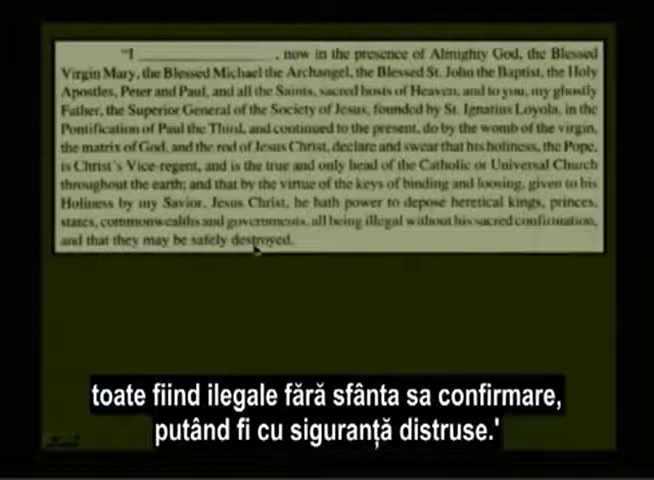 "I ______________, now in the presence of Almighty God, the Blessed
Virgin Mary, the Blessed Michael the Archangel, the Blessed St. John the Baptist, the Holy
Apostles, Peter and Paul, and all the Saints, sacred hosts of Heaven, and to you, my ghostly
Father, the Superior General of the Society of Jesus, founded by St. Ignatius Loyola, in the
Pontification of Paul the Third, and continued to the present, do by the womb of the virgin,
the matrix of God, and the rod of Jesus Christ, declare and swear that his holiness, the Pope,
is Christ's Vice-regent, and is the true and only head of the Catholic or Universal Church
throughout the earth; and that by the virtue of the keys of binding and loosing, given to his
Holiness by my Savior, Jesus Christ, he hath power to depose heretical kings, princes,
states, commonwealths and governments, all being illegal without his sacred confirmation,
and that they may be safely destroyed.
toate fiind ilegale fără sfânta sa confirmare,
putând fi cu siguranță distruse.'